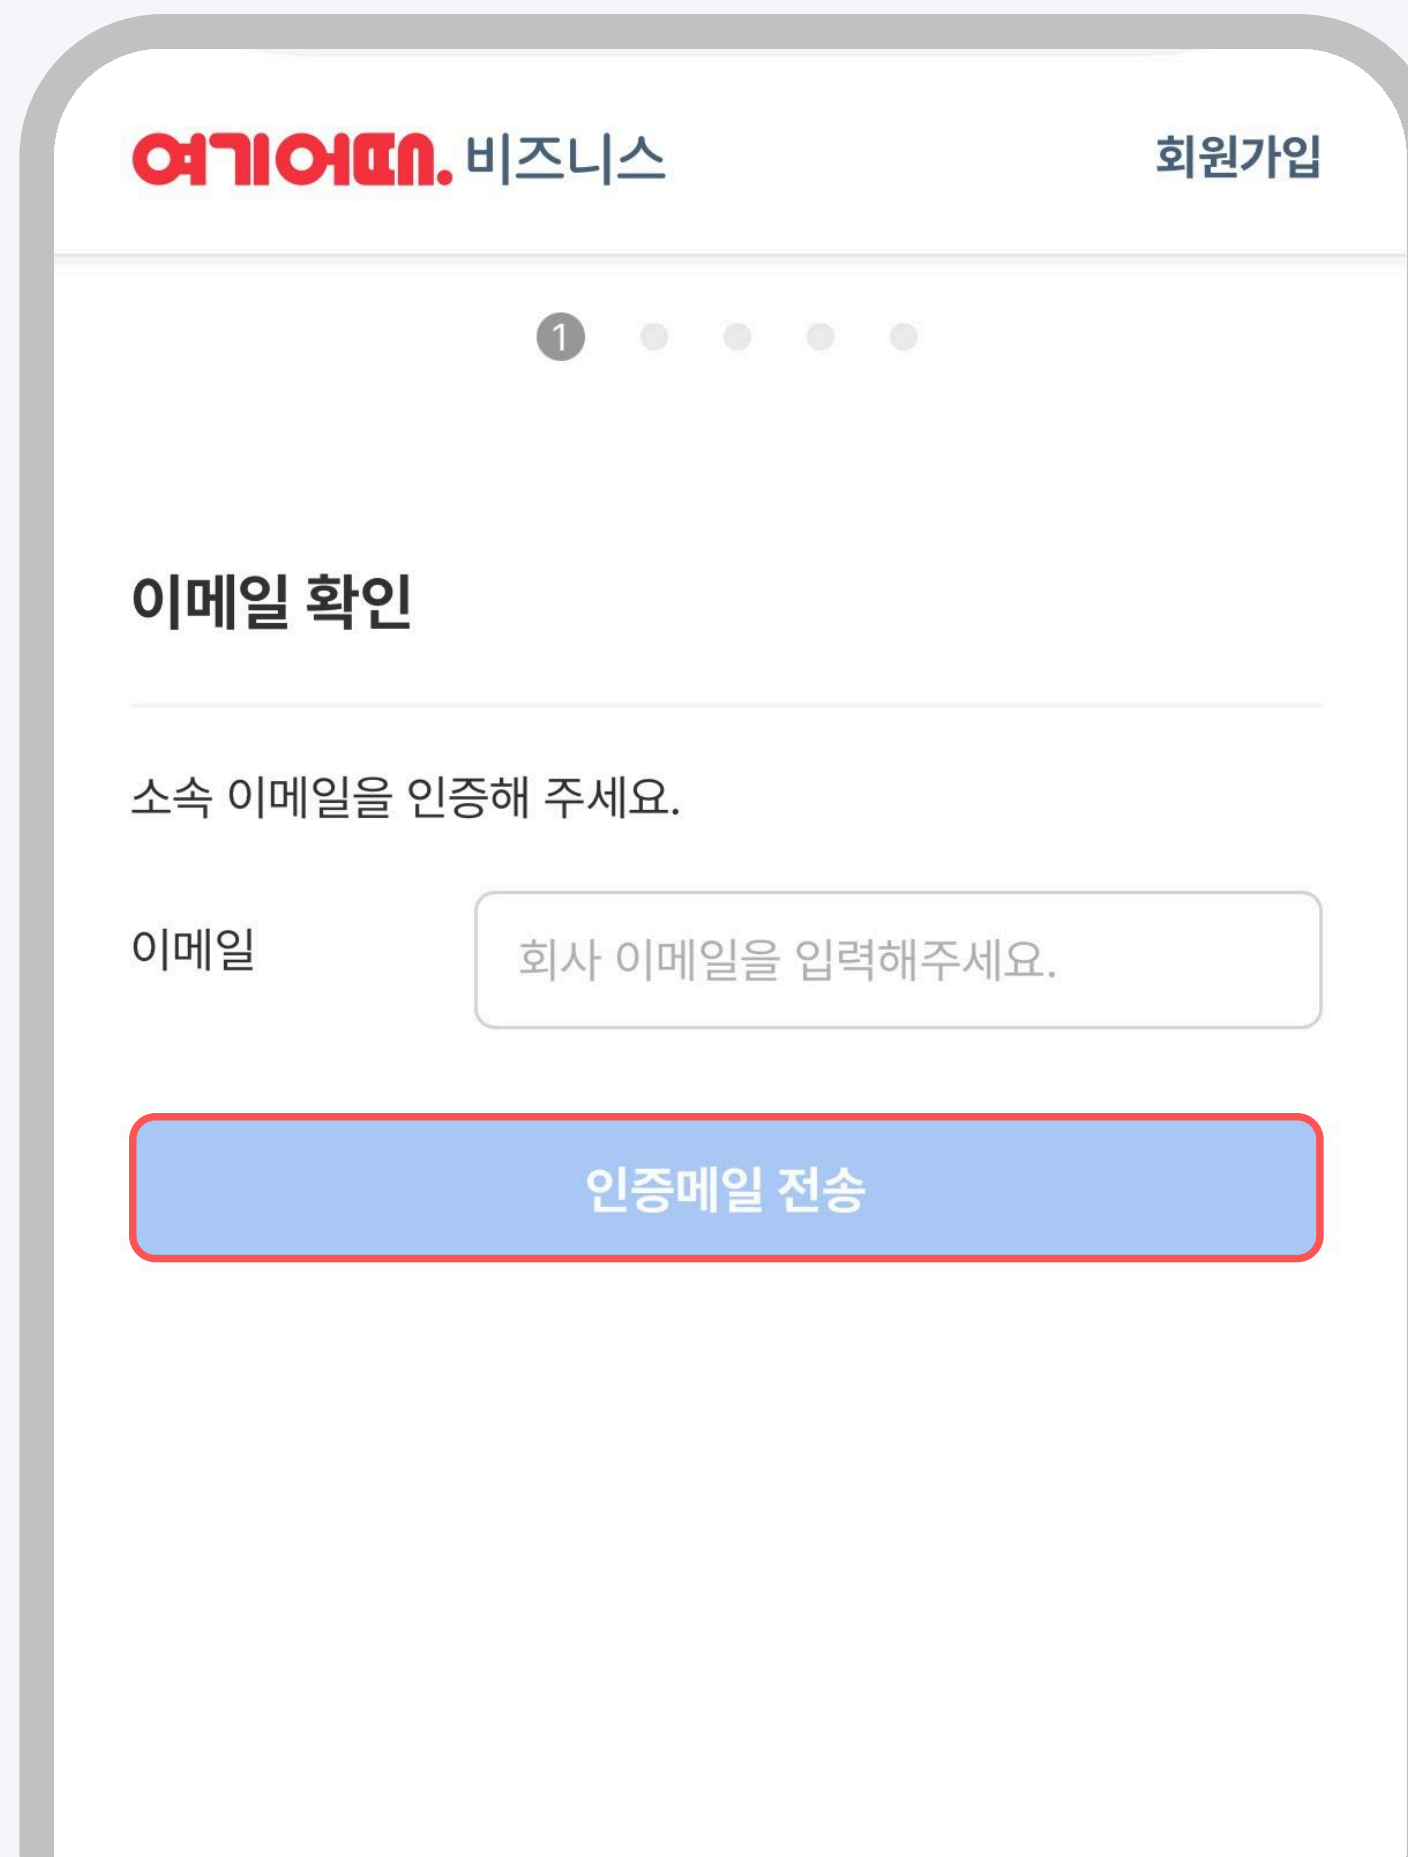 여기어때. 비즈니스
회원가입
1
이메일 확인
소속 이메일을 인증해 주세요.
이메일
회사 이메일을 입력해주세요.
인증메일 전송